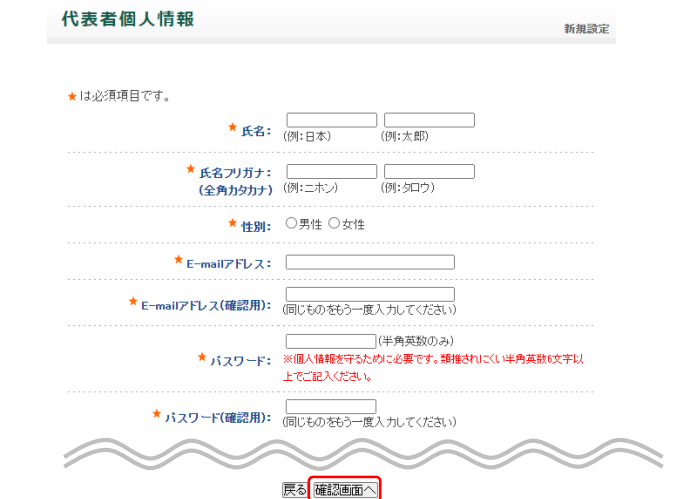 代表者個人情報
新規設定
★は必須項目です。
★ 氏名：
(例：日本) (例：太郎)
★ 氏名フリガナ：
(全角カタカナ) (例：ニホン) (例：タロウ)
★ 性別： ○男性 ○女性
★ E-mailアドレス：
★ E-mailアドレス(確認用)：
(同じものをもう一度入力してください)
(半角英数のみ)
★ パスワード：
※個人情報を守るために必要です。類推されにくい半角英数6文字以
上でご記入ください。
★ パスワード(確認用)：
(同じものをもう一度入力してください)
戻る 確認画面へ